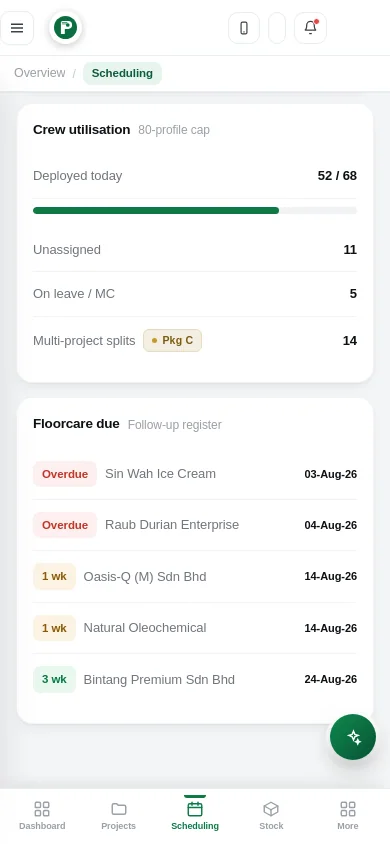 Overview / Scheduling
Crew utilisation 80-profile cap
Deployed today 52 / 68
Unassigned 11
On leave / MC 5
Multi-project splits Pkg C 14
Floorcare due Follow-up register
Overdue Sin Wah Ice Cream 03-Aug-26
Overdue Raub Durian Enterprise 04-Aug-26
1 wk Oasis-Q (M) Sdn Bhd 14-Aug-26
1 wk Natural Oleochemical 14-Aug-26
3 wk Bintang Premium Sdn Bhd 24-Aug-26
Dashboard Projects Scheduling Stock More